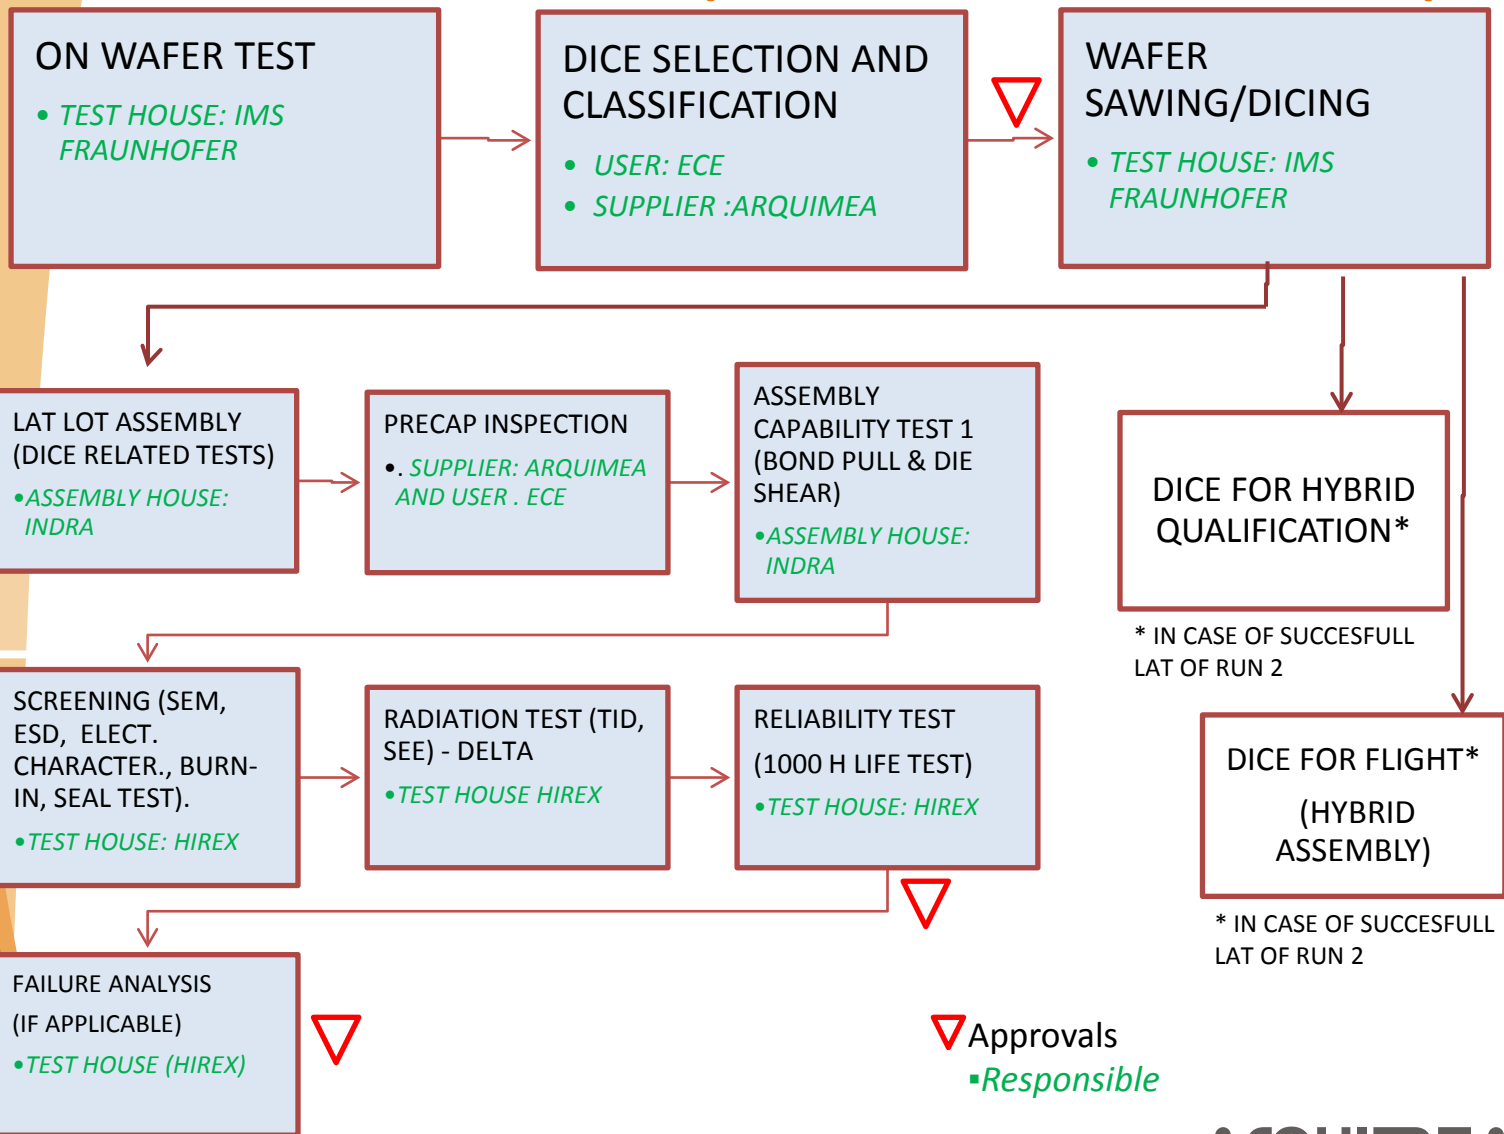 ON WAFER TEST
• TEST HOUSE: IMS
FRAUNHOFER
DICE SELECTION AND
CLASSIFICATION
• USER: ECE
• SUPPLIER :ARQUIMEA
WAFER
SAWING/DICING
• TEST HOUSE: IMS
FRAUNHOFER
LAT LOT ASSEMBLY
(DICE RELATED TESTS)
•ASSEMBLY HOUSE:
INDRA
PRECAP INSPECTION
•. SUPPLIER: ARQUIMEA
AND USER . ECE
ASSEMBLY
CAPABILITY TEST 1
(BOND PULL & DIE
SHEAR)
•ASSEMBLY HOUSE:
INDRA
DICE FOR HYBRID
QUALIFICATION*
* IN CASE OF SUCCESFULL
LAT OF RUN 2
SCREENING (SEM,
ESD, ELECT.
CHARACTER., BURN-
IN, SEAL TEST).
•TEST HOUSE: HIREX
RADIATION TEST (TID,
SEE) - DELTA
•TEST HOUSE HIREX
RELIABILITY TEST
(1000 H LIFE TEST)
•TEST HOUSE: HIREX
DICE FOR FLIGHT*
(HYBRID
ASSEMBLY)
* IN CASE OF SUCCESFULL
LAT OF RUN 2
FAILURE ANALYSIS
(IF APPLICABLE)
•TEST HOUSE (HIREX)
Approvals
▪Responsible